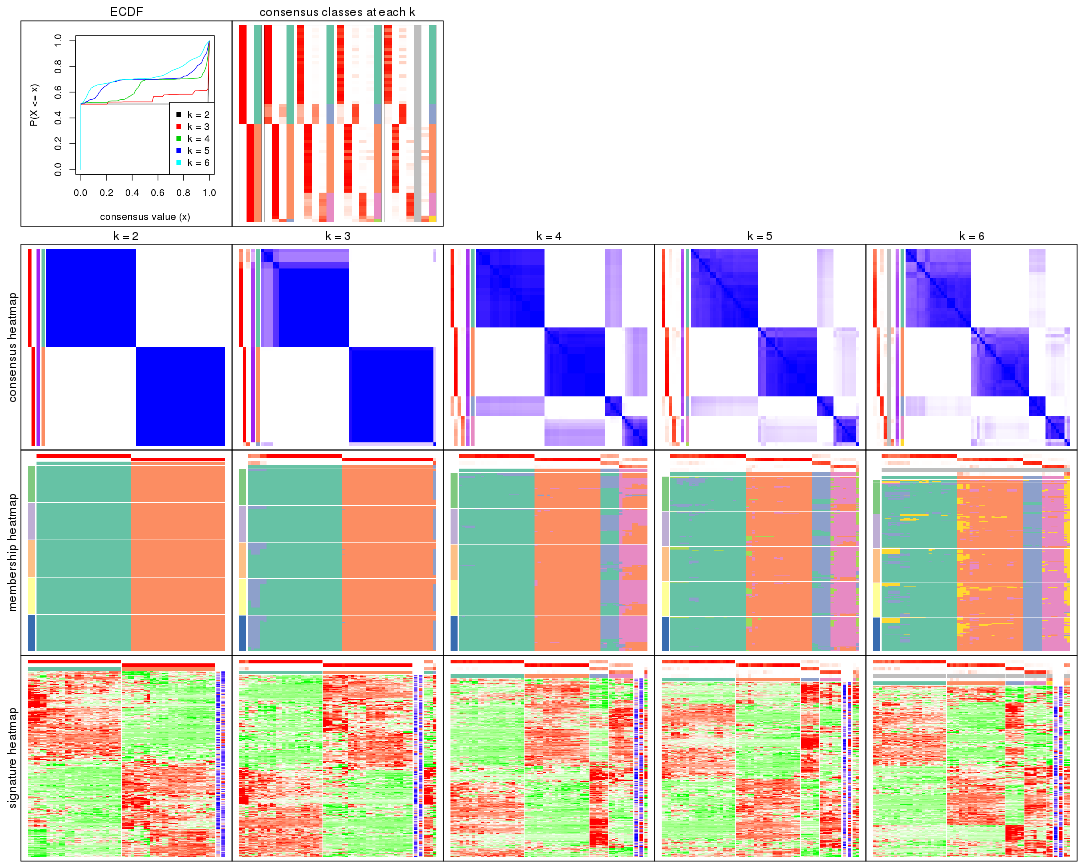 ECDF
consensus classes at each k
P(X <= x)
0.0 0.2 0.4 0.6 0.8 1.0
k = 2
k = 3
k = 4
k = 5
k = 6
0.0 0.2 0.4 0.6 0.8 1.0
consensus value (x)
k = 2
k = 3
k = 4
k = 5
k = 6
consensus heatmap
membership heatmap
signature heatmap